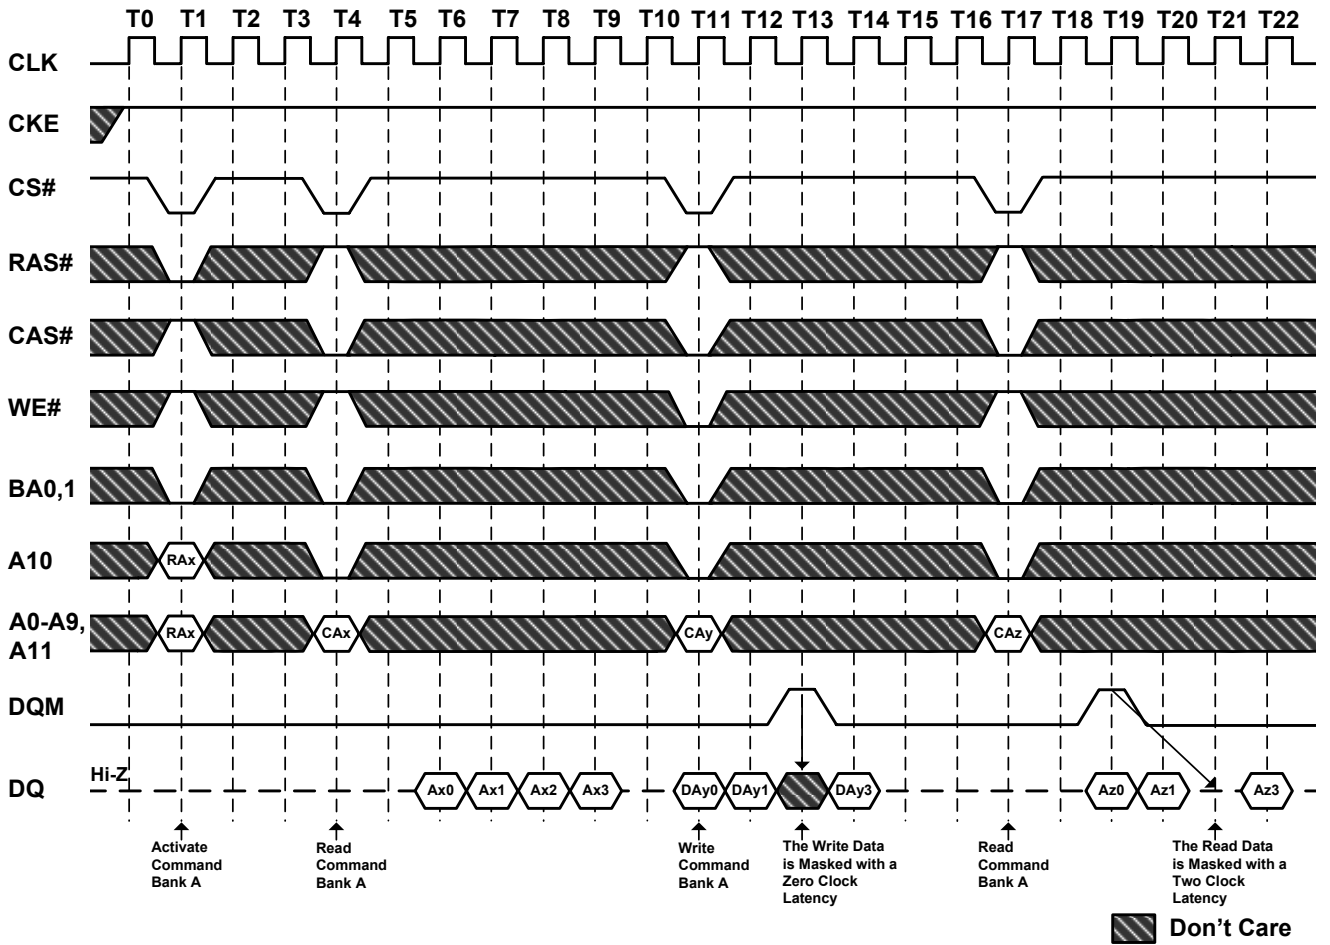 T0 T1 T2 T3 T4 T5 T6 T7 T8 T9 T10 T11 T12 T13 T14 T15 T16 T17 T18 T19 T20 T21 T22
CLK
CKE
CS#
RAS#
CAS#
WE#
BA0,1
A10
RAx
A0-A9,
A11
RAx CAx CAy CAz
DQM
DQ
Hi-Z
Ax0 Ax1 Ax2 Ax3 DAy0 DAy1 DAy3 Az0 Az1 Az3
Activate
Command
Bank A
Read
Command
Bank A
Write
Command
Bank A
The Write Data
is Masked with a
Zero Clock
Latency
Read
Command
Bank A
The Read Data
is Masked with a
Two Clock
Latency
Don't Care